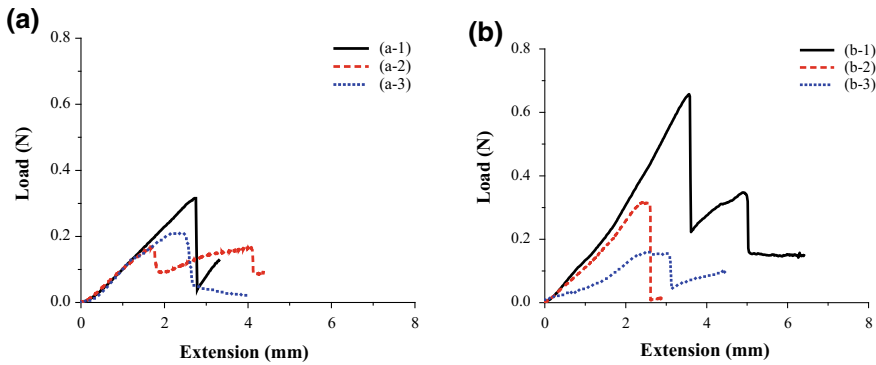 (a)
0.8
0.6
0.4
0.2
0.0
Load (N)
0
2
4
6
8
Extension (mm)
(a-1)
(a-2)
(a-3)
(b)
0.8
0.6
0.4
0.2
0.0
Load (N)
0
2
4
6
8
Extension (mm)
(b-1)
(b-2)
(b-3)